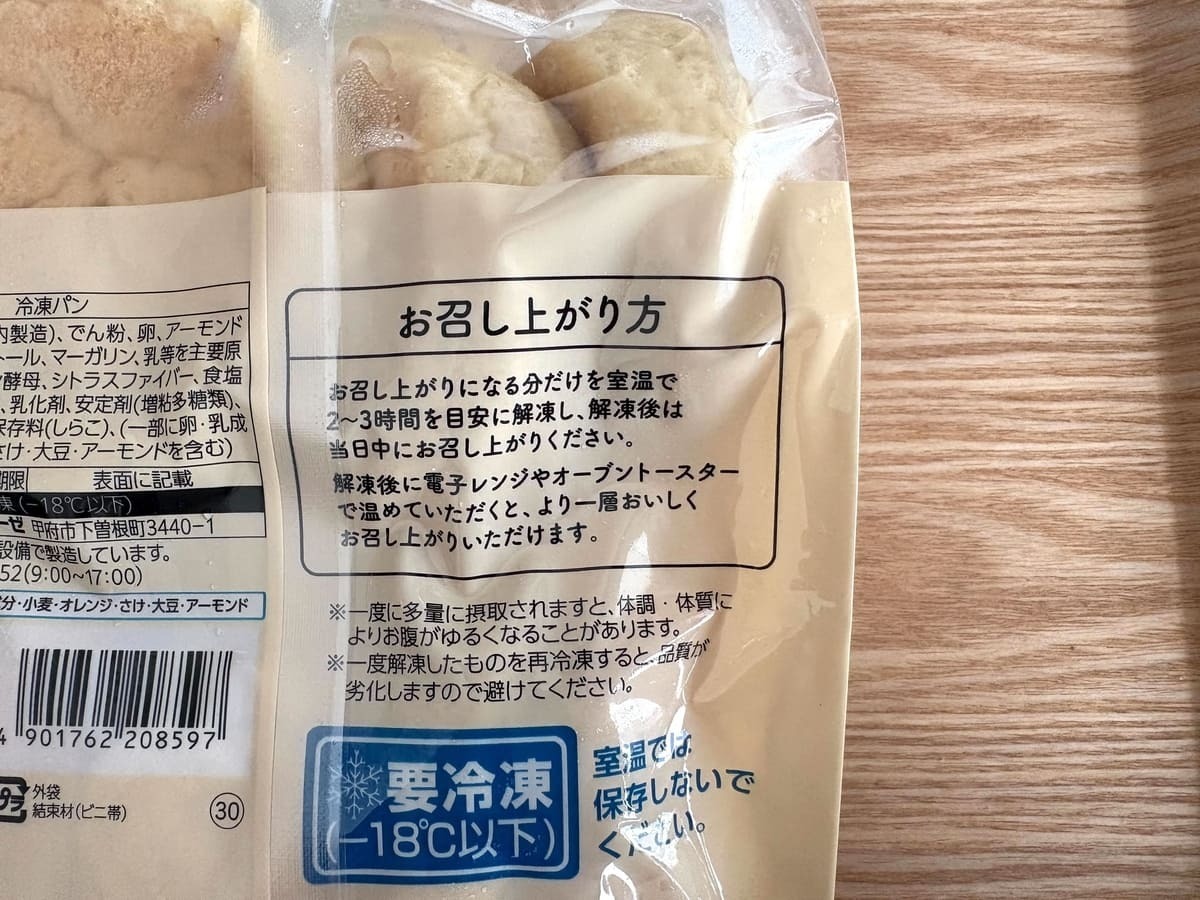 冷凍パン
内製造)、でん粉、卵、アーモンド
トール、マーガリン、乳等を主要原
酵母、シトラスファイバー、食塩
、乳化剤、安定剤(増粘多糖類)、
保存料(しらこ)、(一部に卵・乳成
さけ・大豆・アーモンドを含む)
期限 表面に記載
凍(-18℃以下)
ーゼ 甲府市下曽根町3440-1
設備で製造しています。
52(9:00~17:00)
分・小麦・オレンジ・さけ・大豆・アーモンド
4 901762 208597
プラ 外袋
結束材(ビニ帯)
30
お召し上がり方
お召し上がりになる分だけを室温で
2〜3時間を目安に解凍し、解凍後は
当日中にお召し上がりください。
解凍後に電子レンジやオーブントースター
で温めていただくと、より一層おいしく
お召し上がりいただけます。
※一度に多量に摂取されますと、体調・体質に
よりお腹がゆるくなることがあります。
※一度解凍したものを再冷凍すると、品質が
劣化しますので避けてください。
要冷凍
(-18℃以下)
室温では
保存しないで
ください。